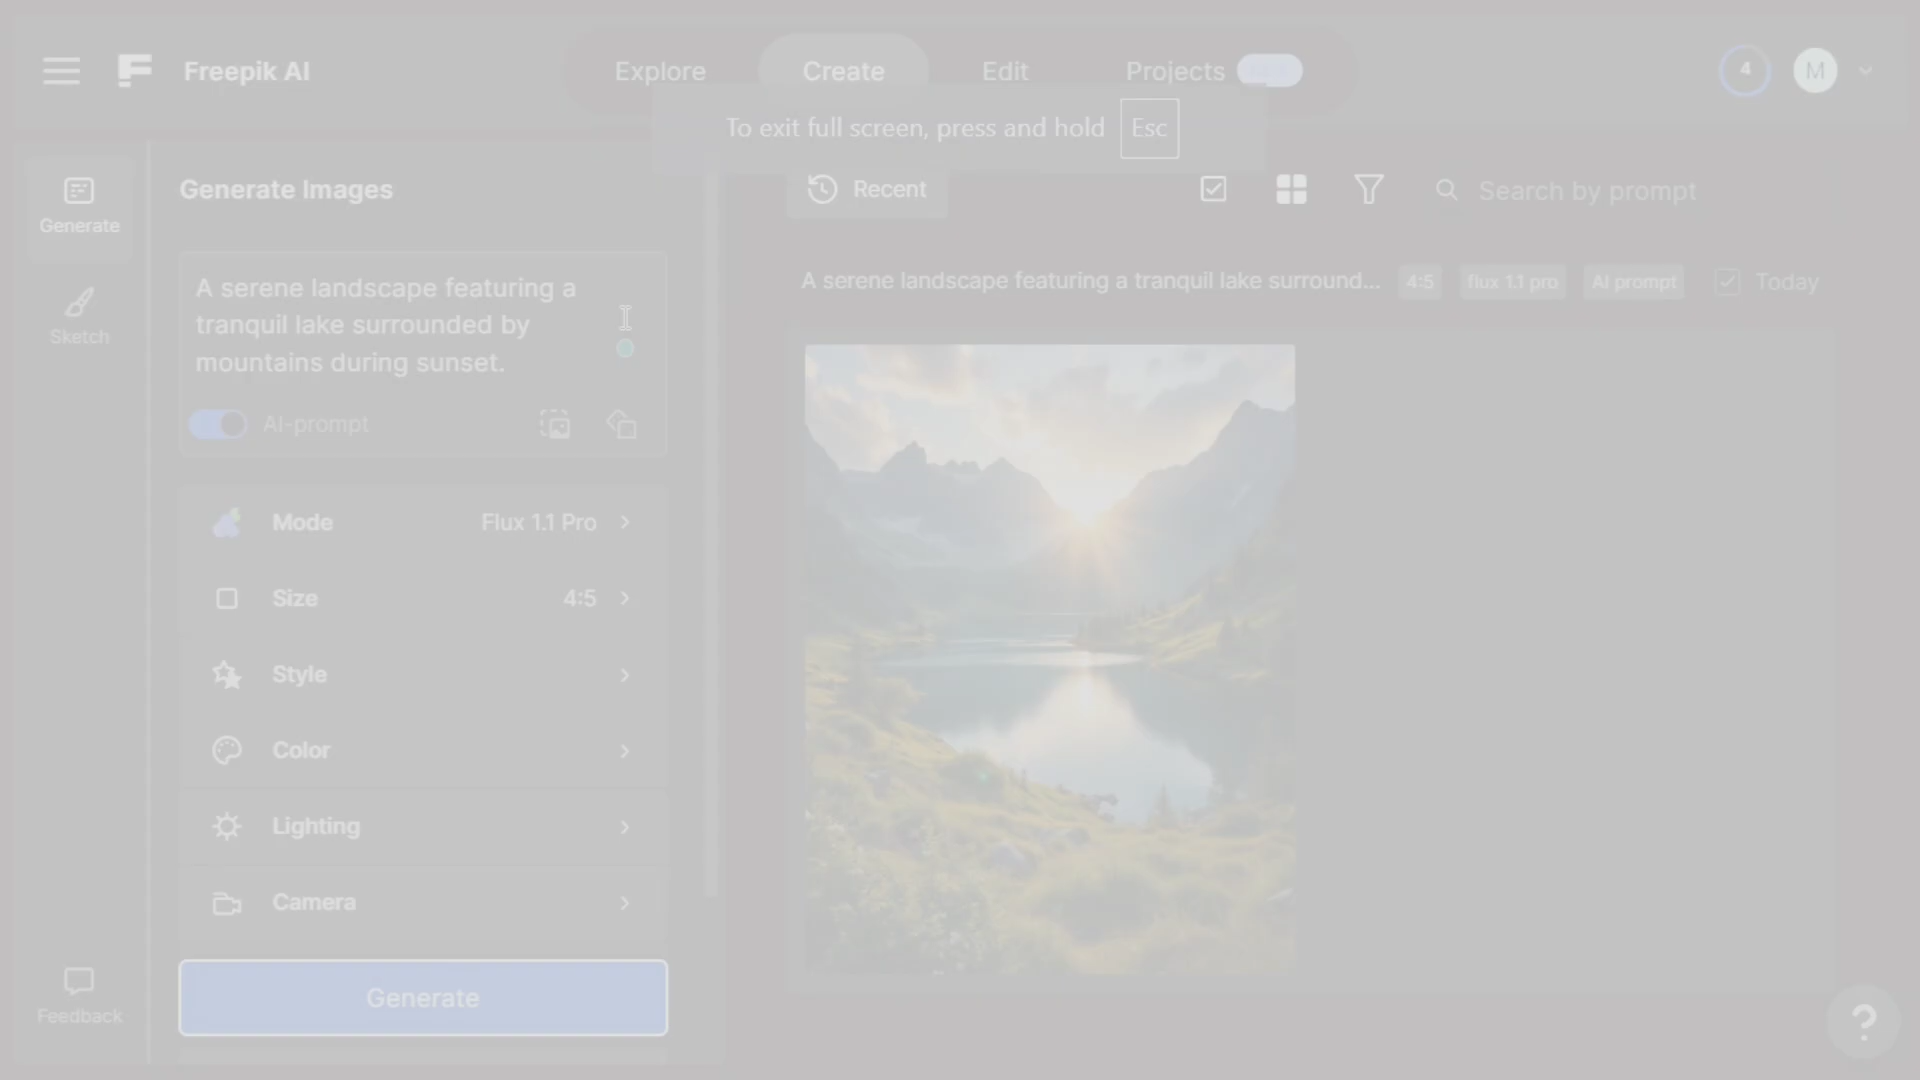 Freepik AI
Explore
Create
Edit
Projects
4
M
To exit full screen, press and hold Esc
Generate
Sketch
Feedback
Generate Images
A serene landscape featuring a
tranquil lake surrounded by
mountains during sunset.
AI-prompt
Mode Flux 1.1 Pro
Size 4:5
Style
Color
Lighting
Camera
Generate
Recent
Search by prompt
A serene landscape featuring a tranquil lake surround... 4:5 flux 1.1 pro AI prompt Today
?